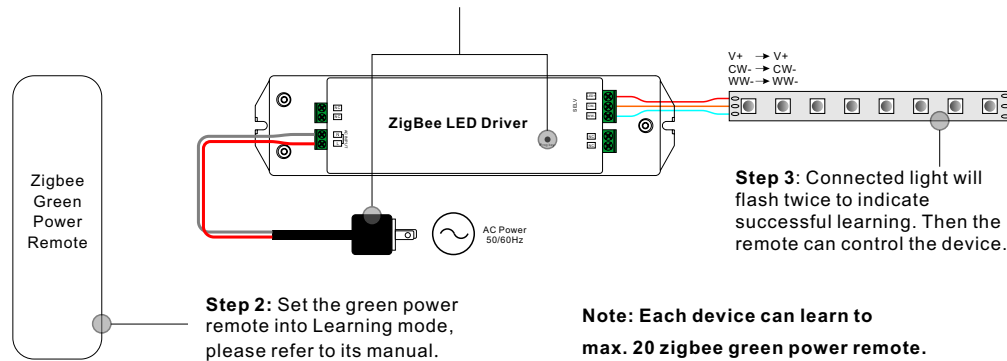 V+ → V+
CW- → CW-
WW- → WW-
SELV
ZigBee LED Driver
Zigbee
Green
Power
Remote
AC Power
50/60Hz
Step 3: Connected light will
flash twice to indicate
successful learning. Then the
remote can control the device.
Step 2: Set the green power
remote into Learning mode,
please refer to its manual.
Note: Each device can learn to
max. 20 zigbee green power remote.